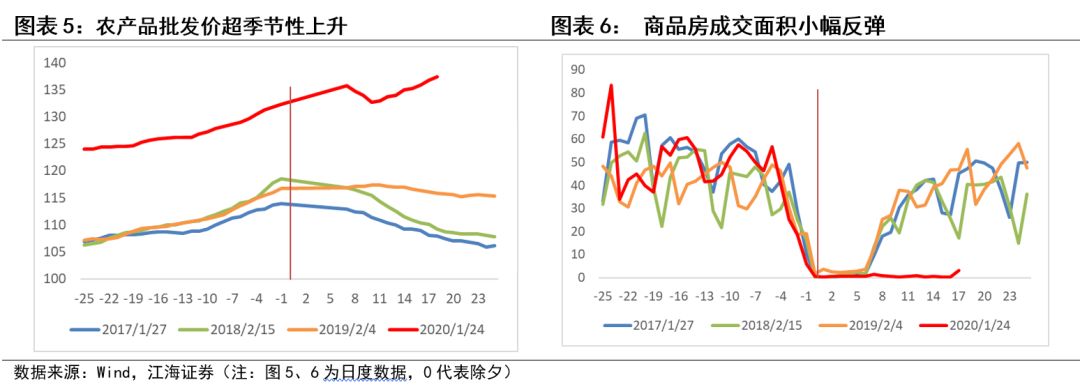 图表 5：农产品批发价超季节性上升
140
135
130
125
120
115
110
105
100
-25 -22 -19 -16 -13 -10 -7 -4 -1 2 5 8 11 14 17 20 23
2017/1/27 2018/2/15 2019/2/4 2020/1/24
图表 6： 商品房成交面积小幅反弹
90
80
70
60
50
40
30
20
10
0
-25 -22 -19 -16 -13 -10 -7 -4 -1 2 5 8 11 14 17 20 23
2017/1/27 2018/2/15 2019/2/4 2020/1/24
数据来源：Wind，江海证券（注：图 5、6 为日度数据，0 代表除夕）